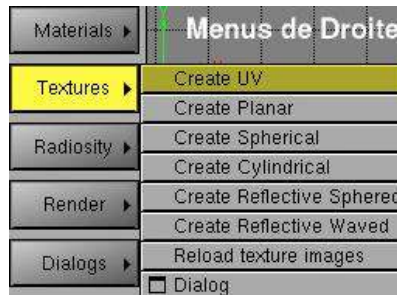 Materials
Menus de Droite
Textures
Create UV
Create Planar
Create Spherical
Radiosity
Create Cylindrical
Create Reflective Sphered
Render
Create Reflective Waved
Reload texture images
Dialogs
Dialog